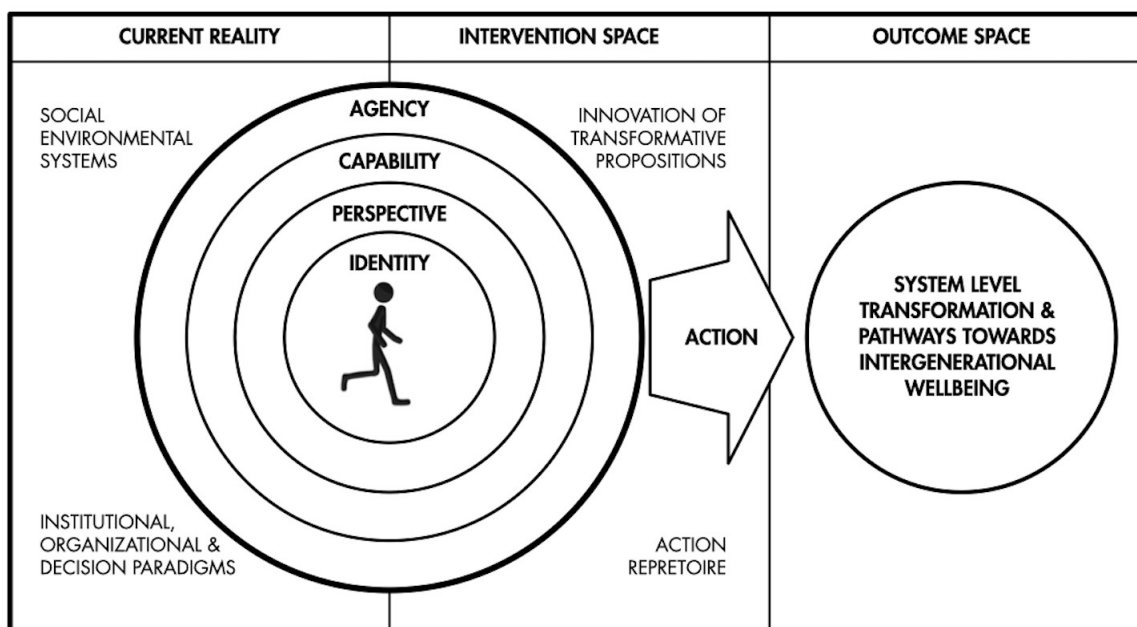 CURRENT REALITY
INTERVENTION SPACE
OUTCOME SPACE
SOCIAL
ENVIRONMENTAL
SYSTEMS
AGENCY
CAPABILITY
PERSPECTIVE
IDENTITY
INNOVATION OF
TRANSFORMATIVE
PROPOSITIONS
ACTION
SYSTEM LEVEL
TRANSFORMATION &
PATHWAYS TOWARDS
INTERGENERATIONAL
WELLBEING
INSTITUTIONAL,
ORGANIZATIONAL &
DECISION PARADIGMS
ACTION
REPRETOIRE